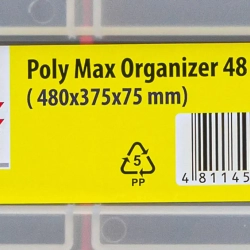 Poly Max Organizer 48
( 480x375x75 mm)
5
PP
481145